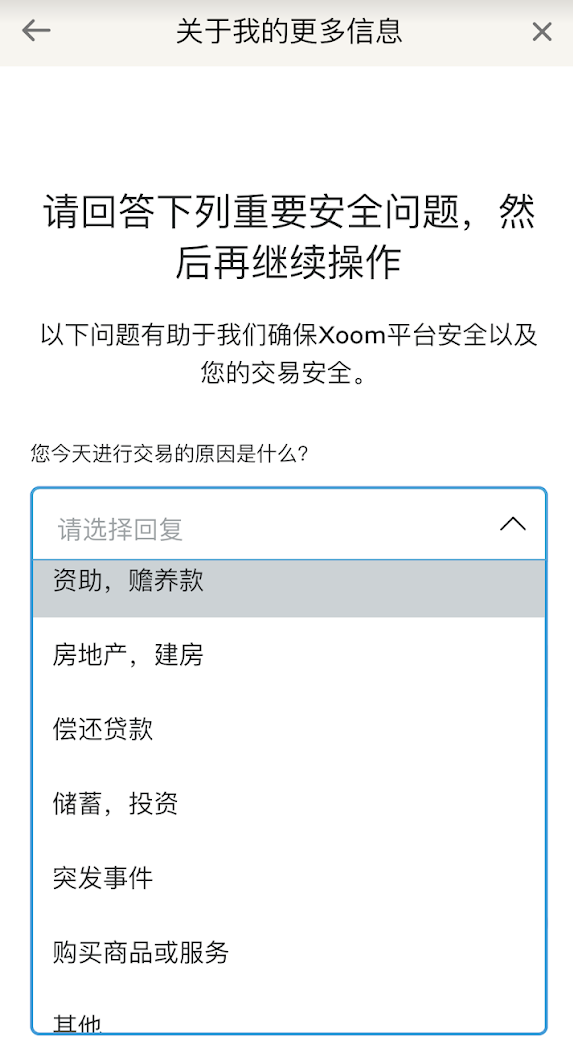 关于我的更多信息
请回答下列重要安全问题，然
后再继续操作
以下问题有助于我们确保Xoom平台安全以及
您的交易安全。
您今天进行交易的原因是什么?
请选择回复
资助，赡养款
房地产，建房
偿还贷款
储蓄，投资
突发事件
购买商品或服务
其他